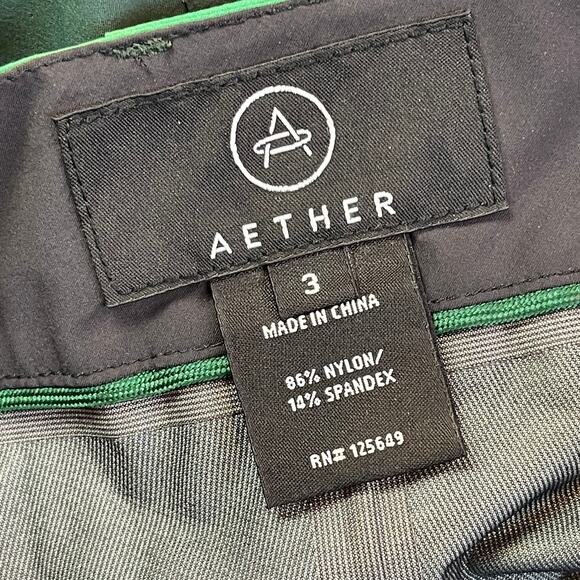 AETHER
3
MADE IN CHINA
86% NYLON/
14% SPANDEX
RN# 125649